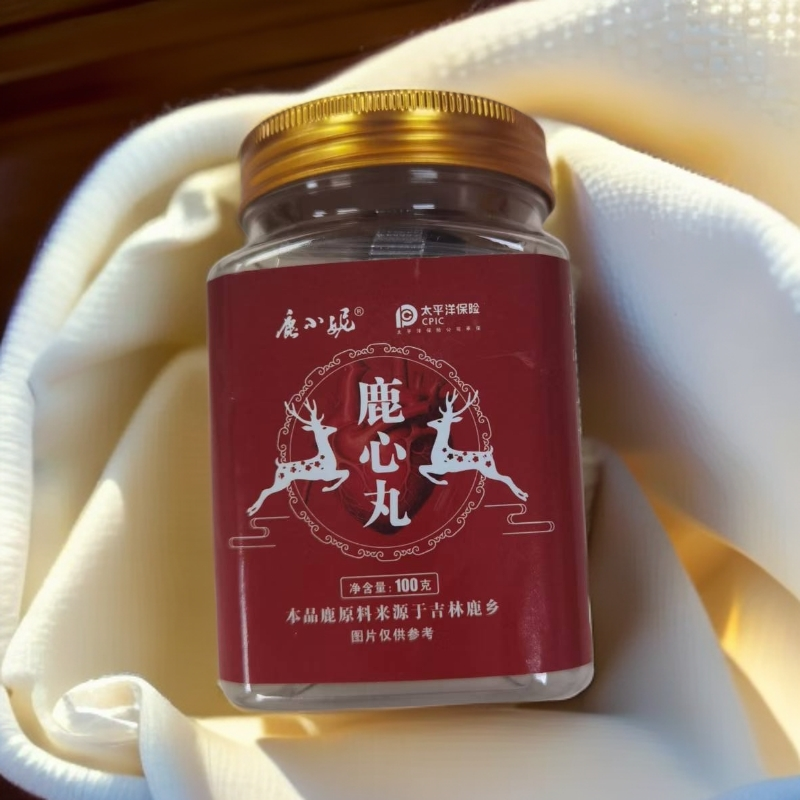 鹿小妮®
太平洋保险
CPIC
鹿心丸
净含量：100克
本品鹿原料来源于吉林鹿乡
图片仅供参考